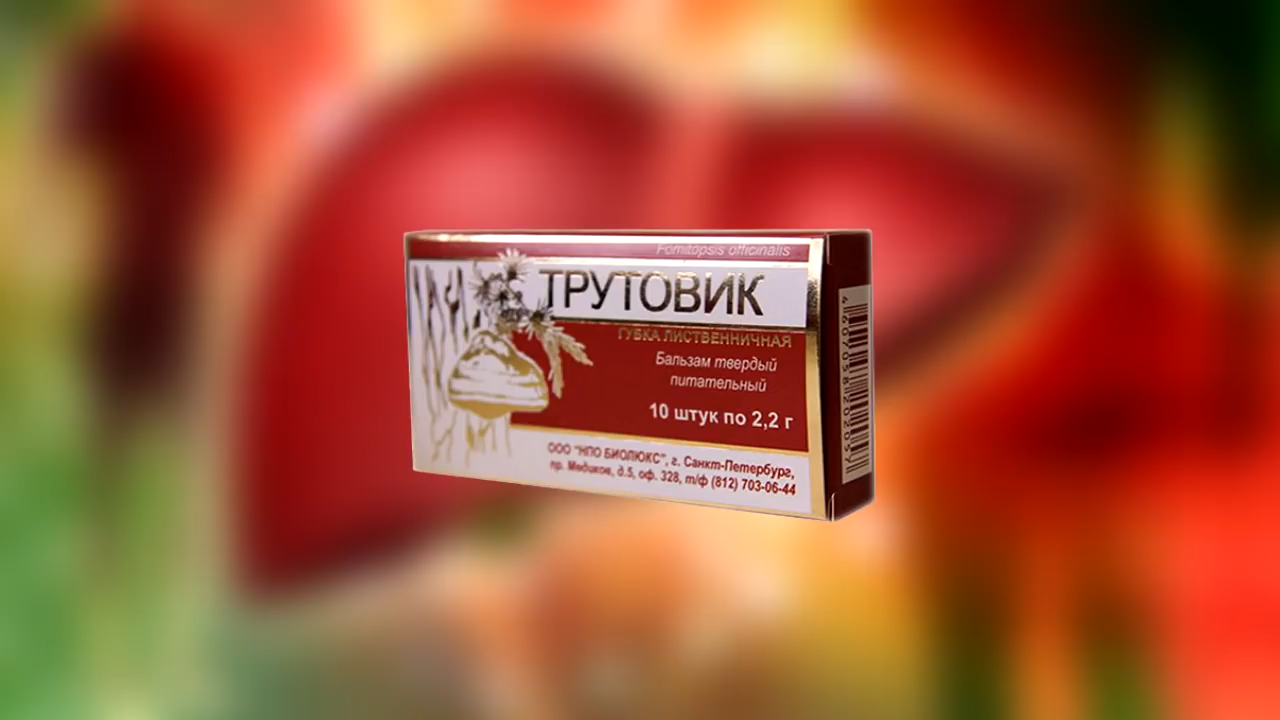 Fomitopsis officinalis
ТРУТОВИК
ГУБКА ЛИСТВЕННИЧНАЯ
Бальзам твердый
питательный
10 штук по 2,2 г
ООО "НПО БИОЛЮКС", г. Санкт-Петербург,
пр. Медиков, д.5, оф. 328, т/ф (812) 703-06-44
4607058202057